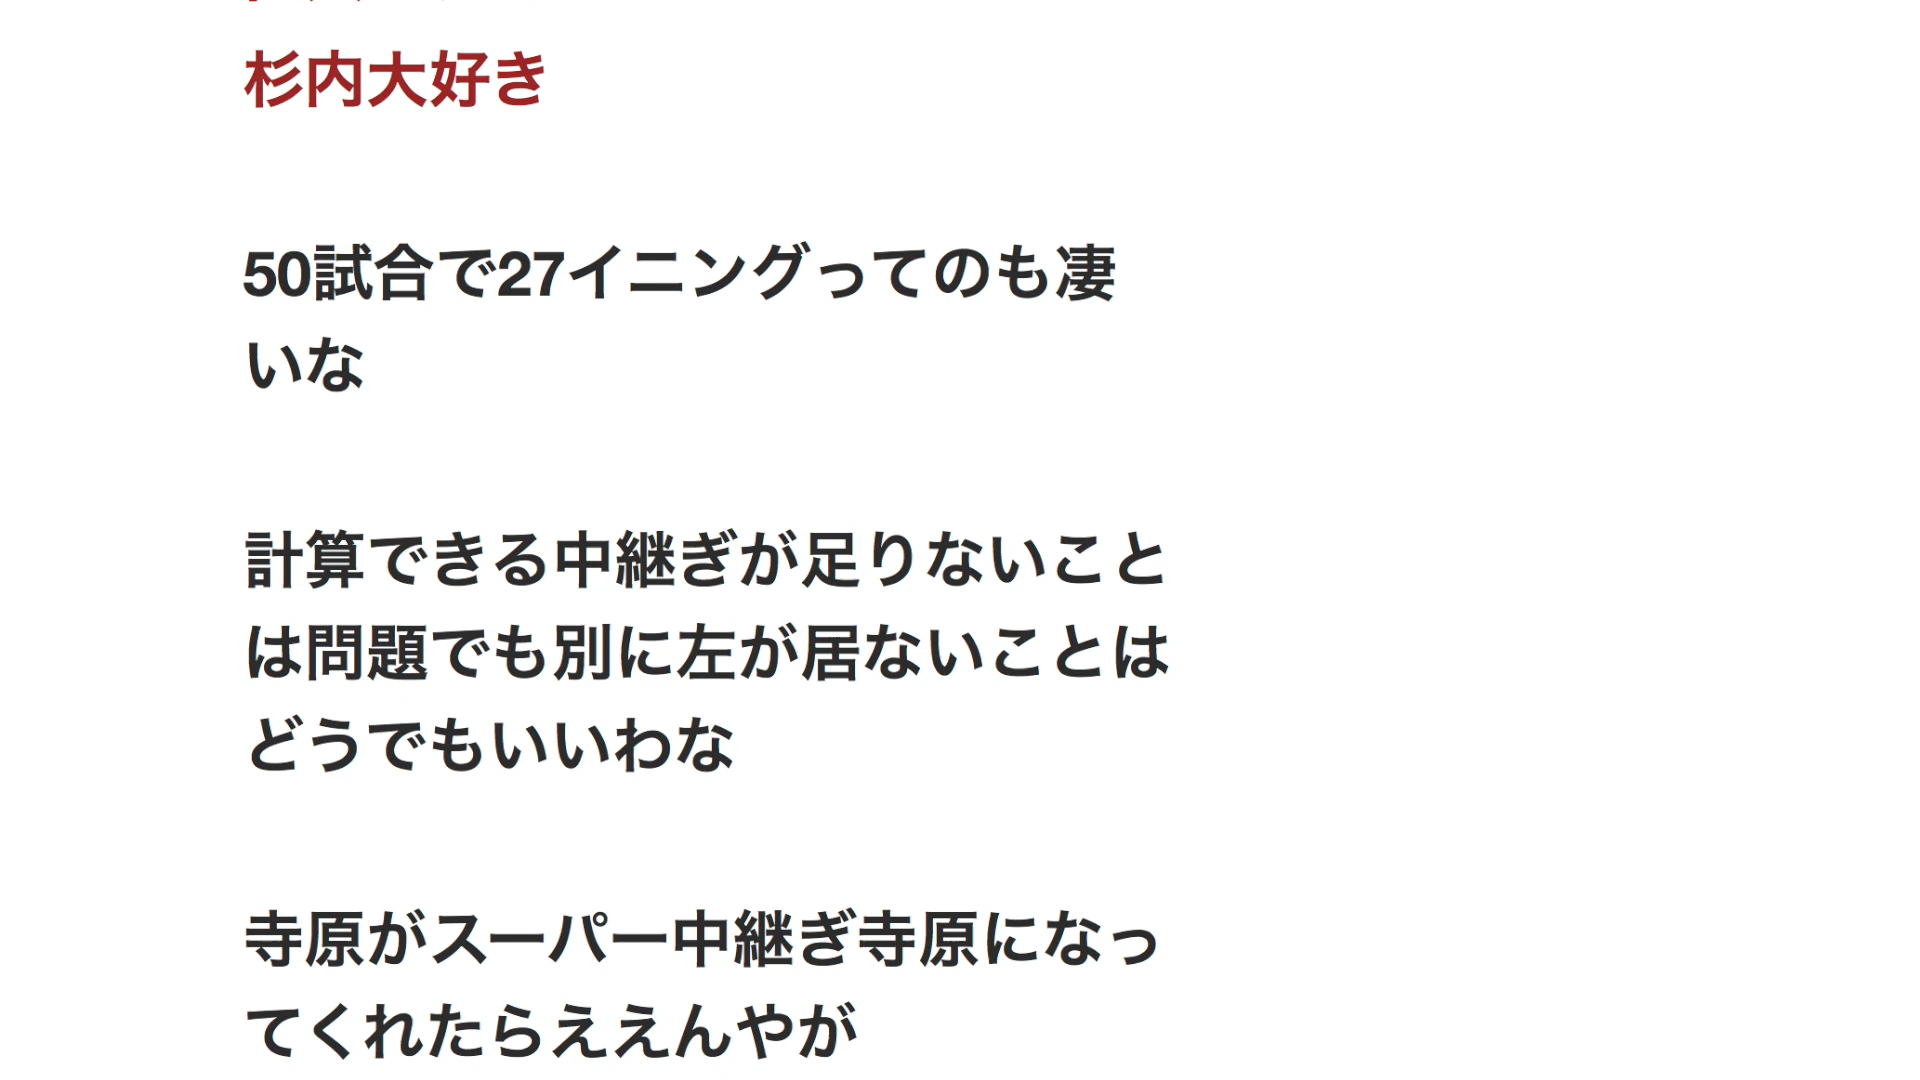 杉内大好き
50試合で27イニングってのも凄
いな
計算できる中継ぎが足りないこと
は問題でも別に左が居ないことは
どうでもいいわな
寺原がスーパー中継ぎ寺原になっ
てくれたらええんやが